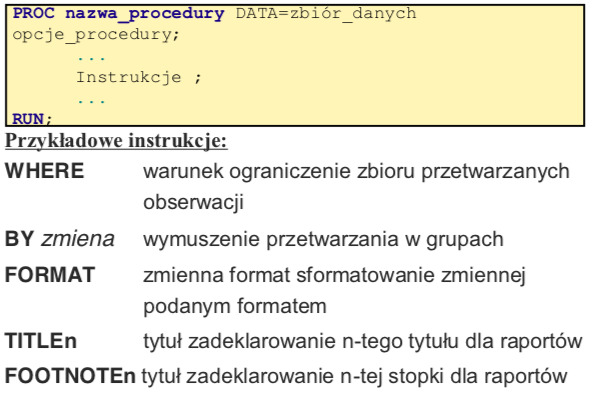 PROC nazwa_procedury DATA=zbiór_danych
opcje_procedury;
...
Instrukcje ;
...
RUN;
Przykładowe instrukcje:
WHERE warunek ograniczenie zbioru przetwarzanych
obserwacji
BY zmiena wymuszenie przetwarzania w grupach
FORMAT zmienna format sformatowanie zmiennej
podanym formatem
TITLEn tytuł zadeklarowanie n-tego tytułu dla raportów
FOOTNOTEn tytuł zadeklarowanie n-tej stopki dla raportów